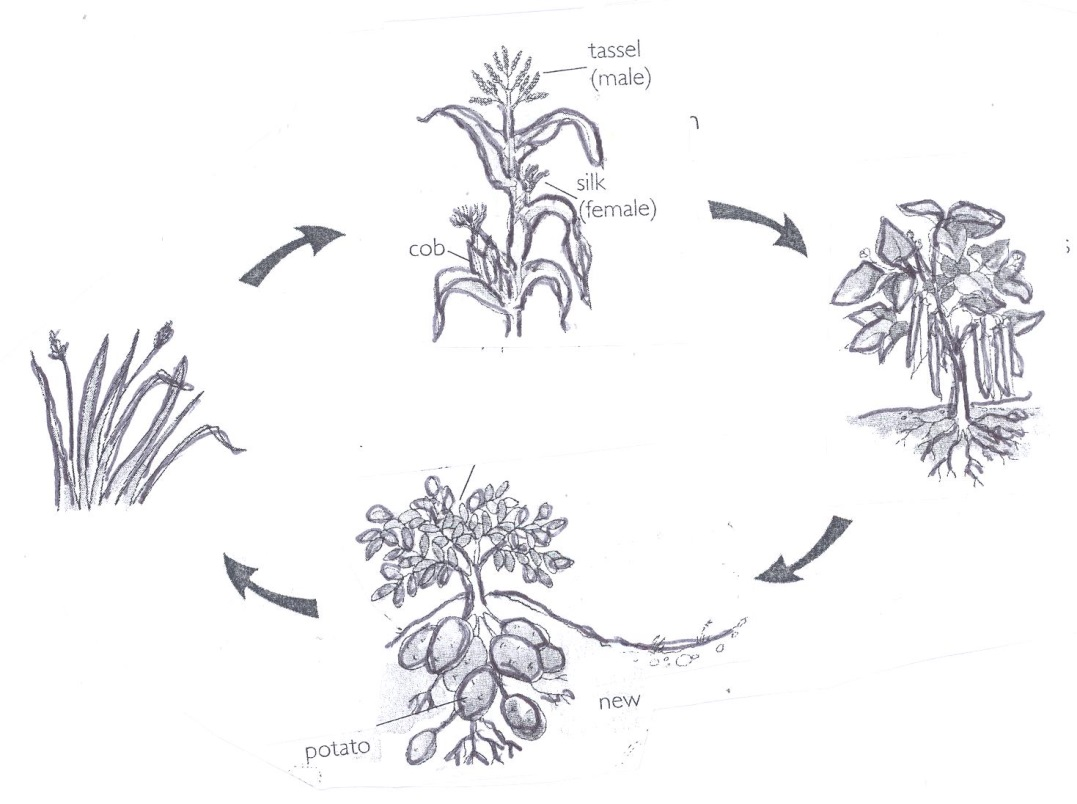 tassel
(male)
silk
(female)
cob
new
potato